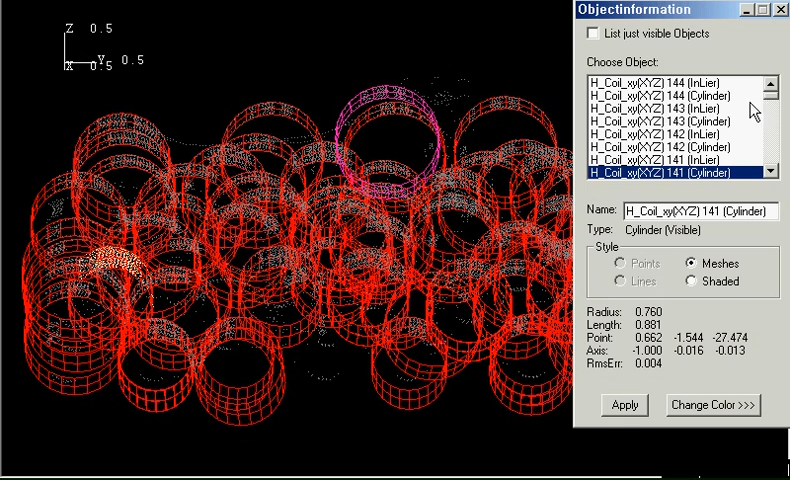 Objectinformation
Z 0.5
Y 0.5
X 0.5
List just visible Objects
Choose Object:
H_Coil_xy(XYZ) 144 (InLier)
H_Coil_xy(XYZ) 144 (Cylinder)
H_Coil_xy(XYZ) 143 (InLier)
H_Coil_xy(XYZ) 143 (Cylinder)
H_Coil_xy(XYZ) 142 (InLier)
H_Coil_xy(XYZ) 142 (Cylinder)
H_Coil_xy(XYZ) 141 (InLier)
H_Coil_xy(XYZ) 141 (Cylinder)
Name: H_Coil_xy(XYZ) 141 (Cylinder)
Type: Cylinder (Visible)
Style
Points Meshes
Lines Shaded
Radius: 0.760
Length: 0.881
Point: 0.662 -1.544 -27.474
Axis: -1.000 -0.016 -0.013
RmsErr: 0.004
Apply Change Color >>>